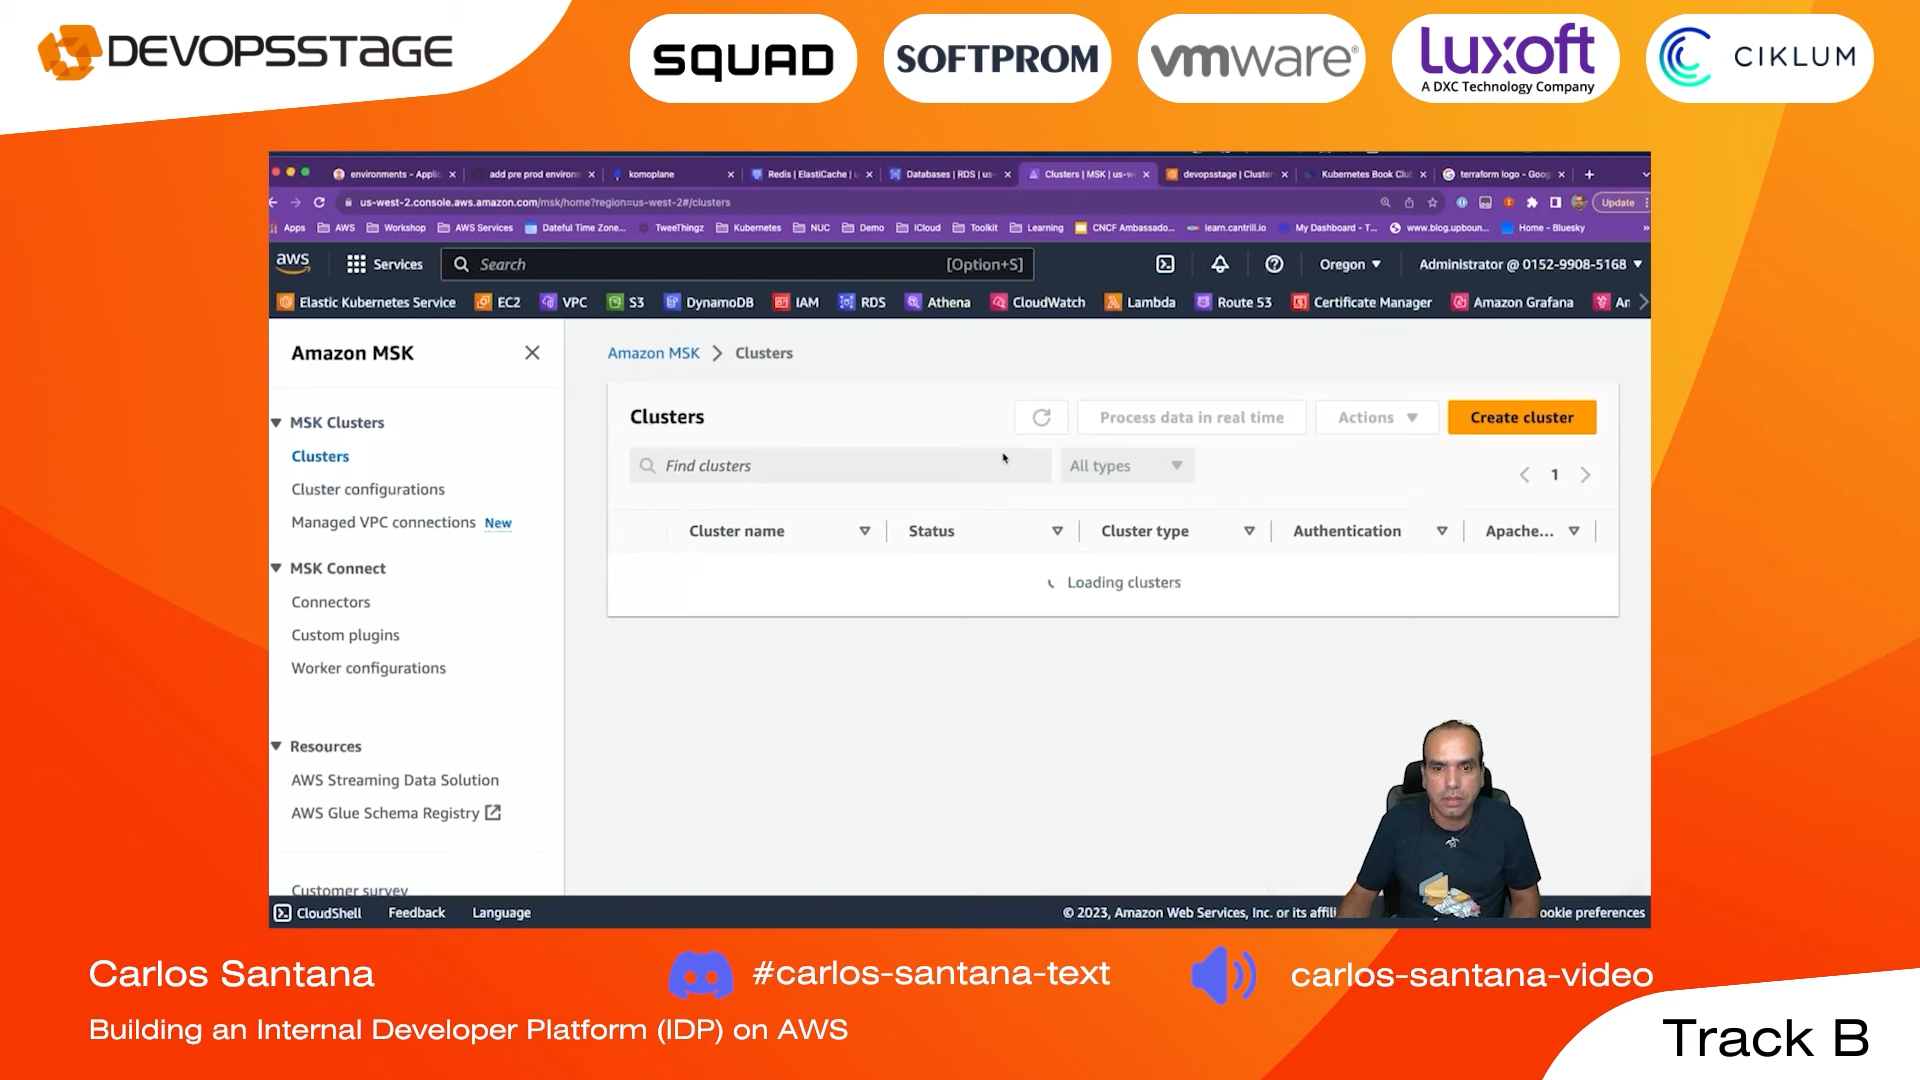 DEVOPSSTAGE
SQUAD
SOFTPROM
vmware®
Luxoft
A DXC Technology Company
CIKLUM
environments - Applic
add pre prod environ
komoplane
Redis | ElastiCache | u
Databases | RDS | us-
Clusters | MSK | us-w
devopsstage | Cluster
Kubernetes Book Clu
terraform logo - Goog
us-west-2.console.aws.amazon.com/msk/home?region=us-west-2#/clusters
Update
Apps
AWS
Workshop
AWS Services
Dateful Time Zone...
TweeThingz
Kubernetes
NUC
Demo
iCloud
Toolkit
Learning
CNCF Ambassado...
learn.cantrill.io
My Dashboard - T...
www.blog.upboun...
Home - Bluesky
aws
Services
Search
[Option+S]
Oregon
Administrator @ 0152-9908-5168
Elastic Kubernetes Service
EC2
VPC
S3
DynamoDB
IAM
RDS
Athena
CloudWatch
Lambda
Route 53
Certificate Manager
Amazon Grafana
An
Amazon MSK
MSK Clusters
Clusters
Cluster configurations
Managed VPC connections New
MSK Connect
Connectors
Custom plugins
Worker configurations
Resources
AWS Streaming Data Solution
AWS Glue Schema Registry
Customer survey
Amazon MSK > Clusters
Clusters
Process data in real time
Actions
Create cluster
Find clusters
All types
1
Cluster name
Status
Cluster type
Authentication
Apache...
Loading clusters
CloudShell
Feedback
Language
© 2023, Amazon Web Services, Inc. or its affili
ookie preferences
Carlos Santana
#carlos-santana-text
carlos-santana-video
Building an Internal Developer Platform (IDP) on AWS
Track B